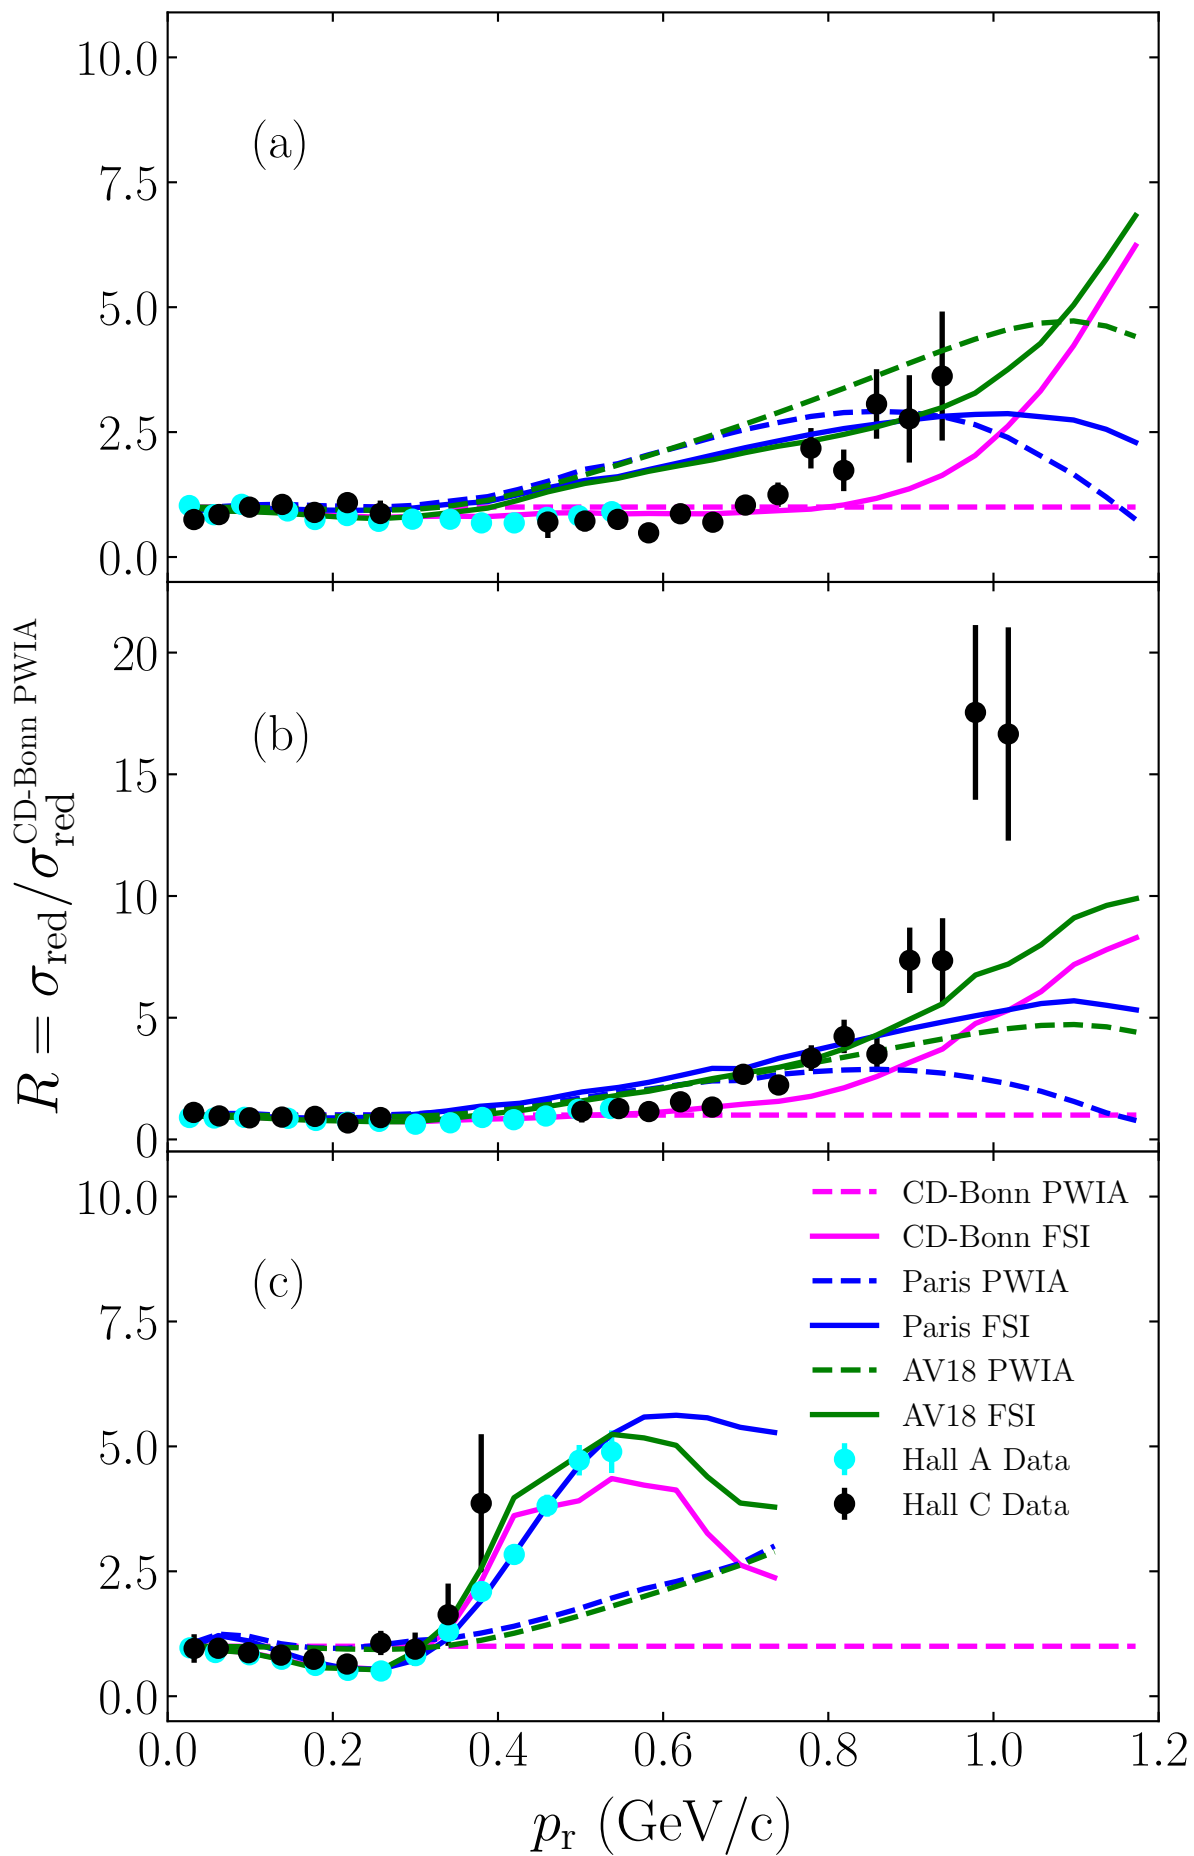 10.0
7.5
5.0
2.5
0.0
(a)
20
15
10
5
0
(b)
R = σred/σredCD-Bonn PWIA
10.0
7.5
5.0
2.5
0.0
(c)
CD-Bonn PWIA
CD-Bonn FSI
Paris PWIA
Paris FSI
AV18 PWIA
AV18 FSI
Hall A Data
Hall C Data
0.0 0.2 0.4 0.6 0.8 1.0 1.2
pr (GeV/c)